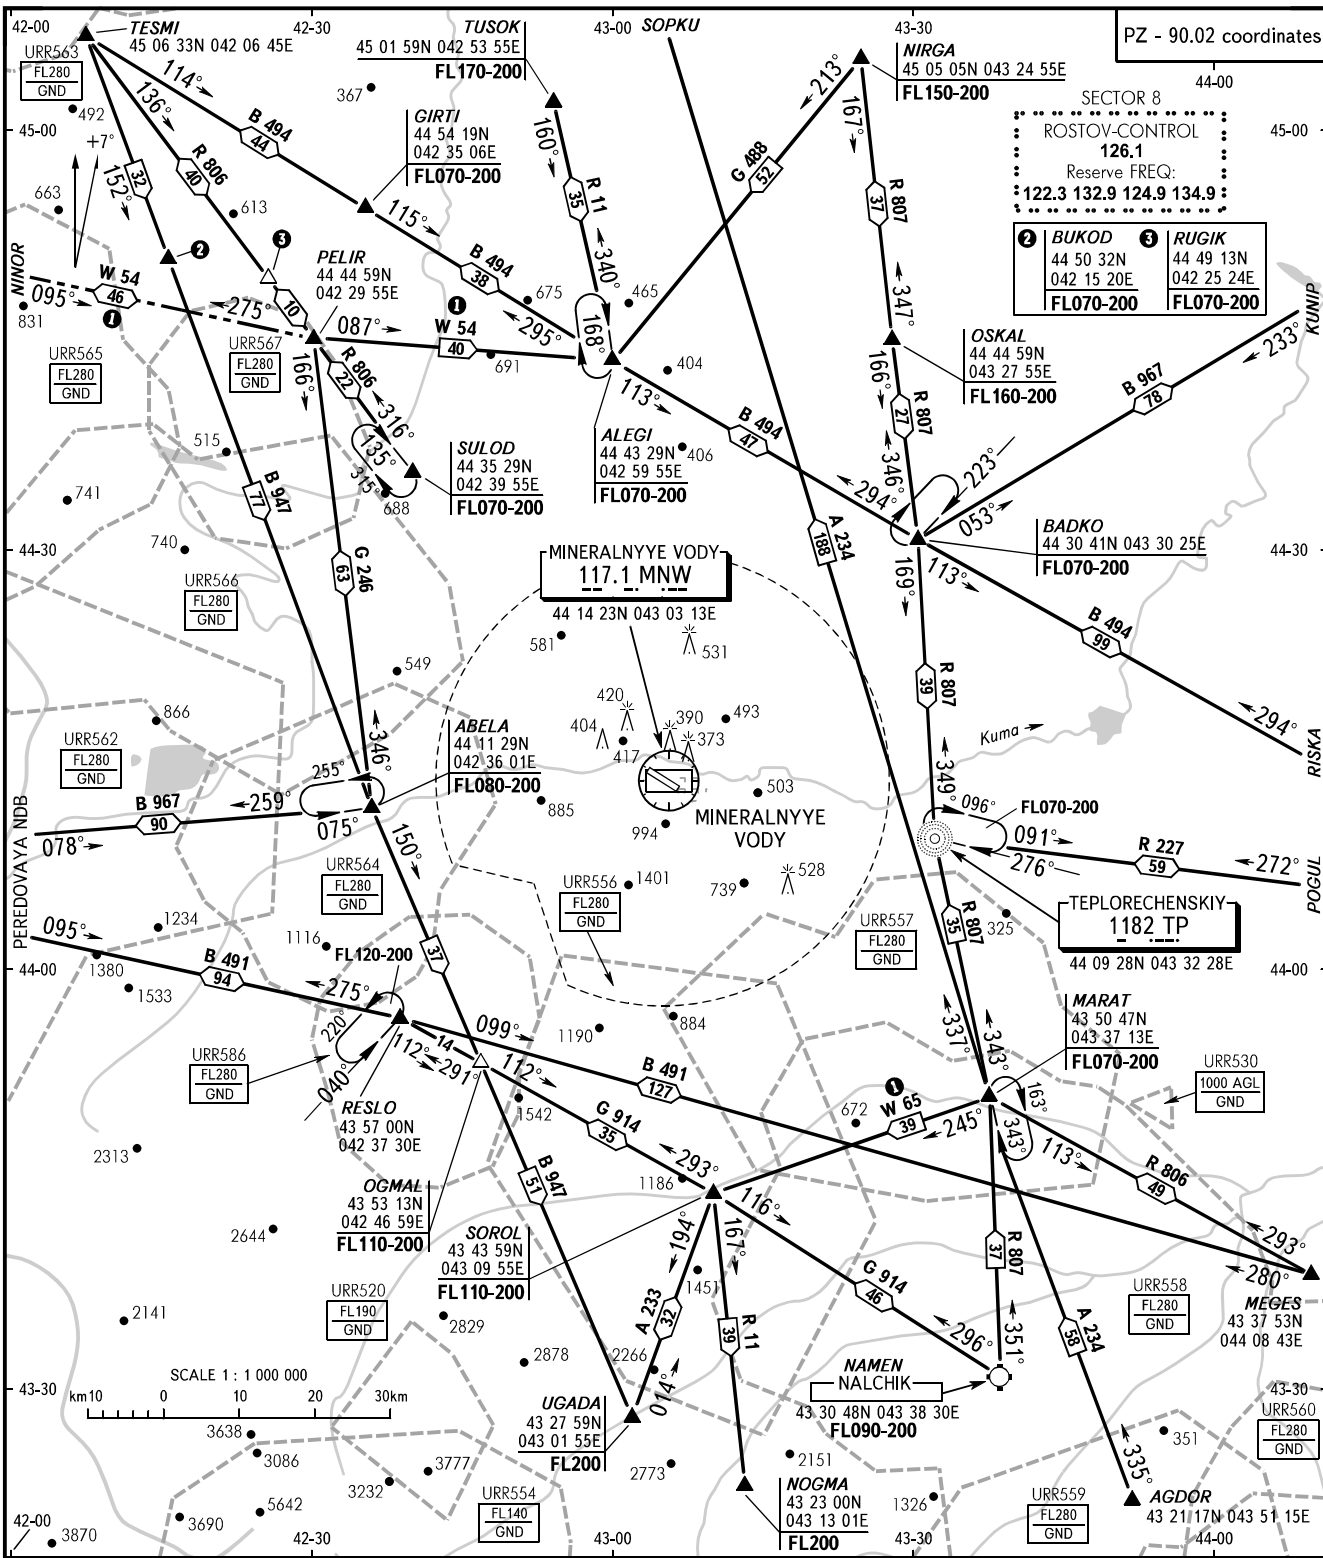 42-00
42-30
43-00
43-30
PZ - 90.02 coordinates
44-00
TESMI
45 06 33N 042 06 45E
TUSOK
45 01 59N 042 53 55E
FL170-200
SOPKU
NIRGA
45 05 05N 043 24 55E
FL150-200
URR563
FL280
GND
492
+7°
114°
136°
152°
32
B 494
44
R 806
40
367
GIRTI
44 54 19N
042 35 06E
FL070-200
160°
R 11
35
340°
213°
G 488
52
167°
R 807
37
347°
SECTOR 8
ROSTOV-CONTROL
126.1
Reserve FREQ:
122.3 132.9 124.9 134.9
45-00
45-00
2 BUKOD
44 50 32N
042 15 20E
FL070-200
3 RUGIK
44 49 13N
042 25 24E
FL070-200
663
613
2
3
NINOR
095°
W 54
46
1
275°
831
10
PELIR
44 44 59N
042 29 55E
115°
B 494
38
295°
675
465
168°
087°
1
W 54
40
691
404
KUNIP
233°
B 967
78
URR565
FL280
GND
URR567
FL280
GND
166°
R 806
22
316°
135°
315°
688
SULOD
44 35 29N
042 39 55E
FL070-200
ALEGI
44 43 29N
042 59 55E
FL070-200
113°
B 494
47
406
294°
OSKAL
44 44 59N
043 27 55E
FL160-200
166°
R 807
27
346°
223°
053°
BADKO
44 30 41N 043 30 25E
FL070-200
515
741
740
B 947
77
G 246
63
44-30
44-30
A 234
188
169°
113°
B 494
99
294°
RISKA
MINERALNYYE VODY
117.1 MNW
44 14 23N 043 03 13E
URR566
FL280
GND
581
531
549
866
URR562
FL280
GND
420
404
417
390
373
493
R 807
39
349°
Kuma
ABELA
44 11 29N
042 36 01E
FL080-200
346°
255°
259°
075°
B 967
90
078°
PEREDOVAYA NDB
885
994
503
MINERALNYYE
VODY
096°
FL070-200
091°
276°
R 227
59
272°
POGUL
150°
URR564
FL280
GND
URR556
FL280
GND
1401
739
528
TEPLORECHENSKIY
1182 TP
44 09 28N 043 32 28E
URR557
FL280
GND
325
R 807
35
095°
1234
1380
1533
B 491
94
1116
FL120-200
275°
220°
040°
37
44-00
099°
112°
14
291°
112°
1190
884
B 491
127
337°
343°
MARAT
43 50 47N
043 37 13E
FL070-200
URR530
1000 AGL
GND
URR586
FL280
GND
RESLO
43 57 00N
042 37 30E
1542
G 914
35
672
1
W 65
39
245°
163°
343°
113°
R 806
49
293°
280°
MEGES
43 37 53N
044 08 43E
2313
OGMAL
43 53 13N
042 46 59E
FL110-200
B 947
51
293°
1186
SOROL
43 43 59N
043 09 55E
FL110-200
116°
194°
167°
1451
R 807
37
351°
2644
2141
URR520
FL190
GND
2829
2878
2266
A 233
32
014°
R 11
39
G 914
46
296°
A 234
58
335°
URR558
FL280
GND
SCALE 1 : 1 000 000
km10 0 10 20 30km
43-30
43-30
NAMEN
NALCHIK
43 30 48N 043 38 30E
FL090-200
UGADA
43 27 59N
043 01 55E
FL200
URR560
FL280
GND
3638
3086
3777
3232
5642
3690
3870
2773
2151
351
1326
URR554
FL140
GND
NOGMA
43 23 00N
043 13 01E
FL200
URR559
FL280
GND
AGDOR
43 21 17N 043 51 15E
42-00
42-30
43-00
43-30
44-00